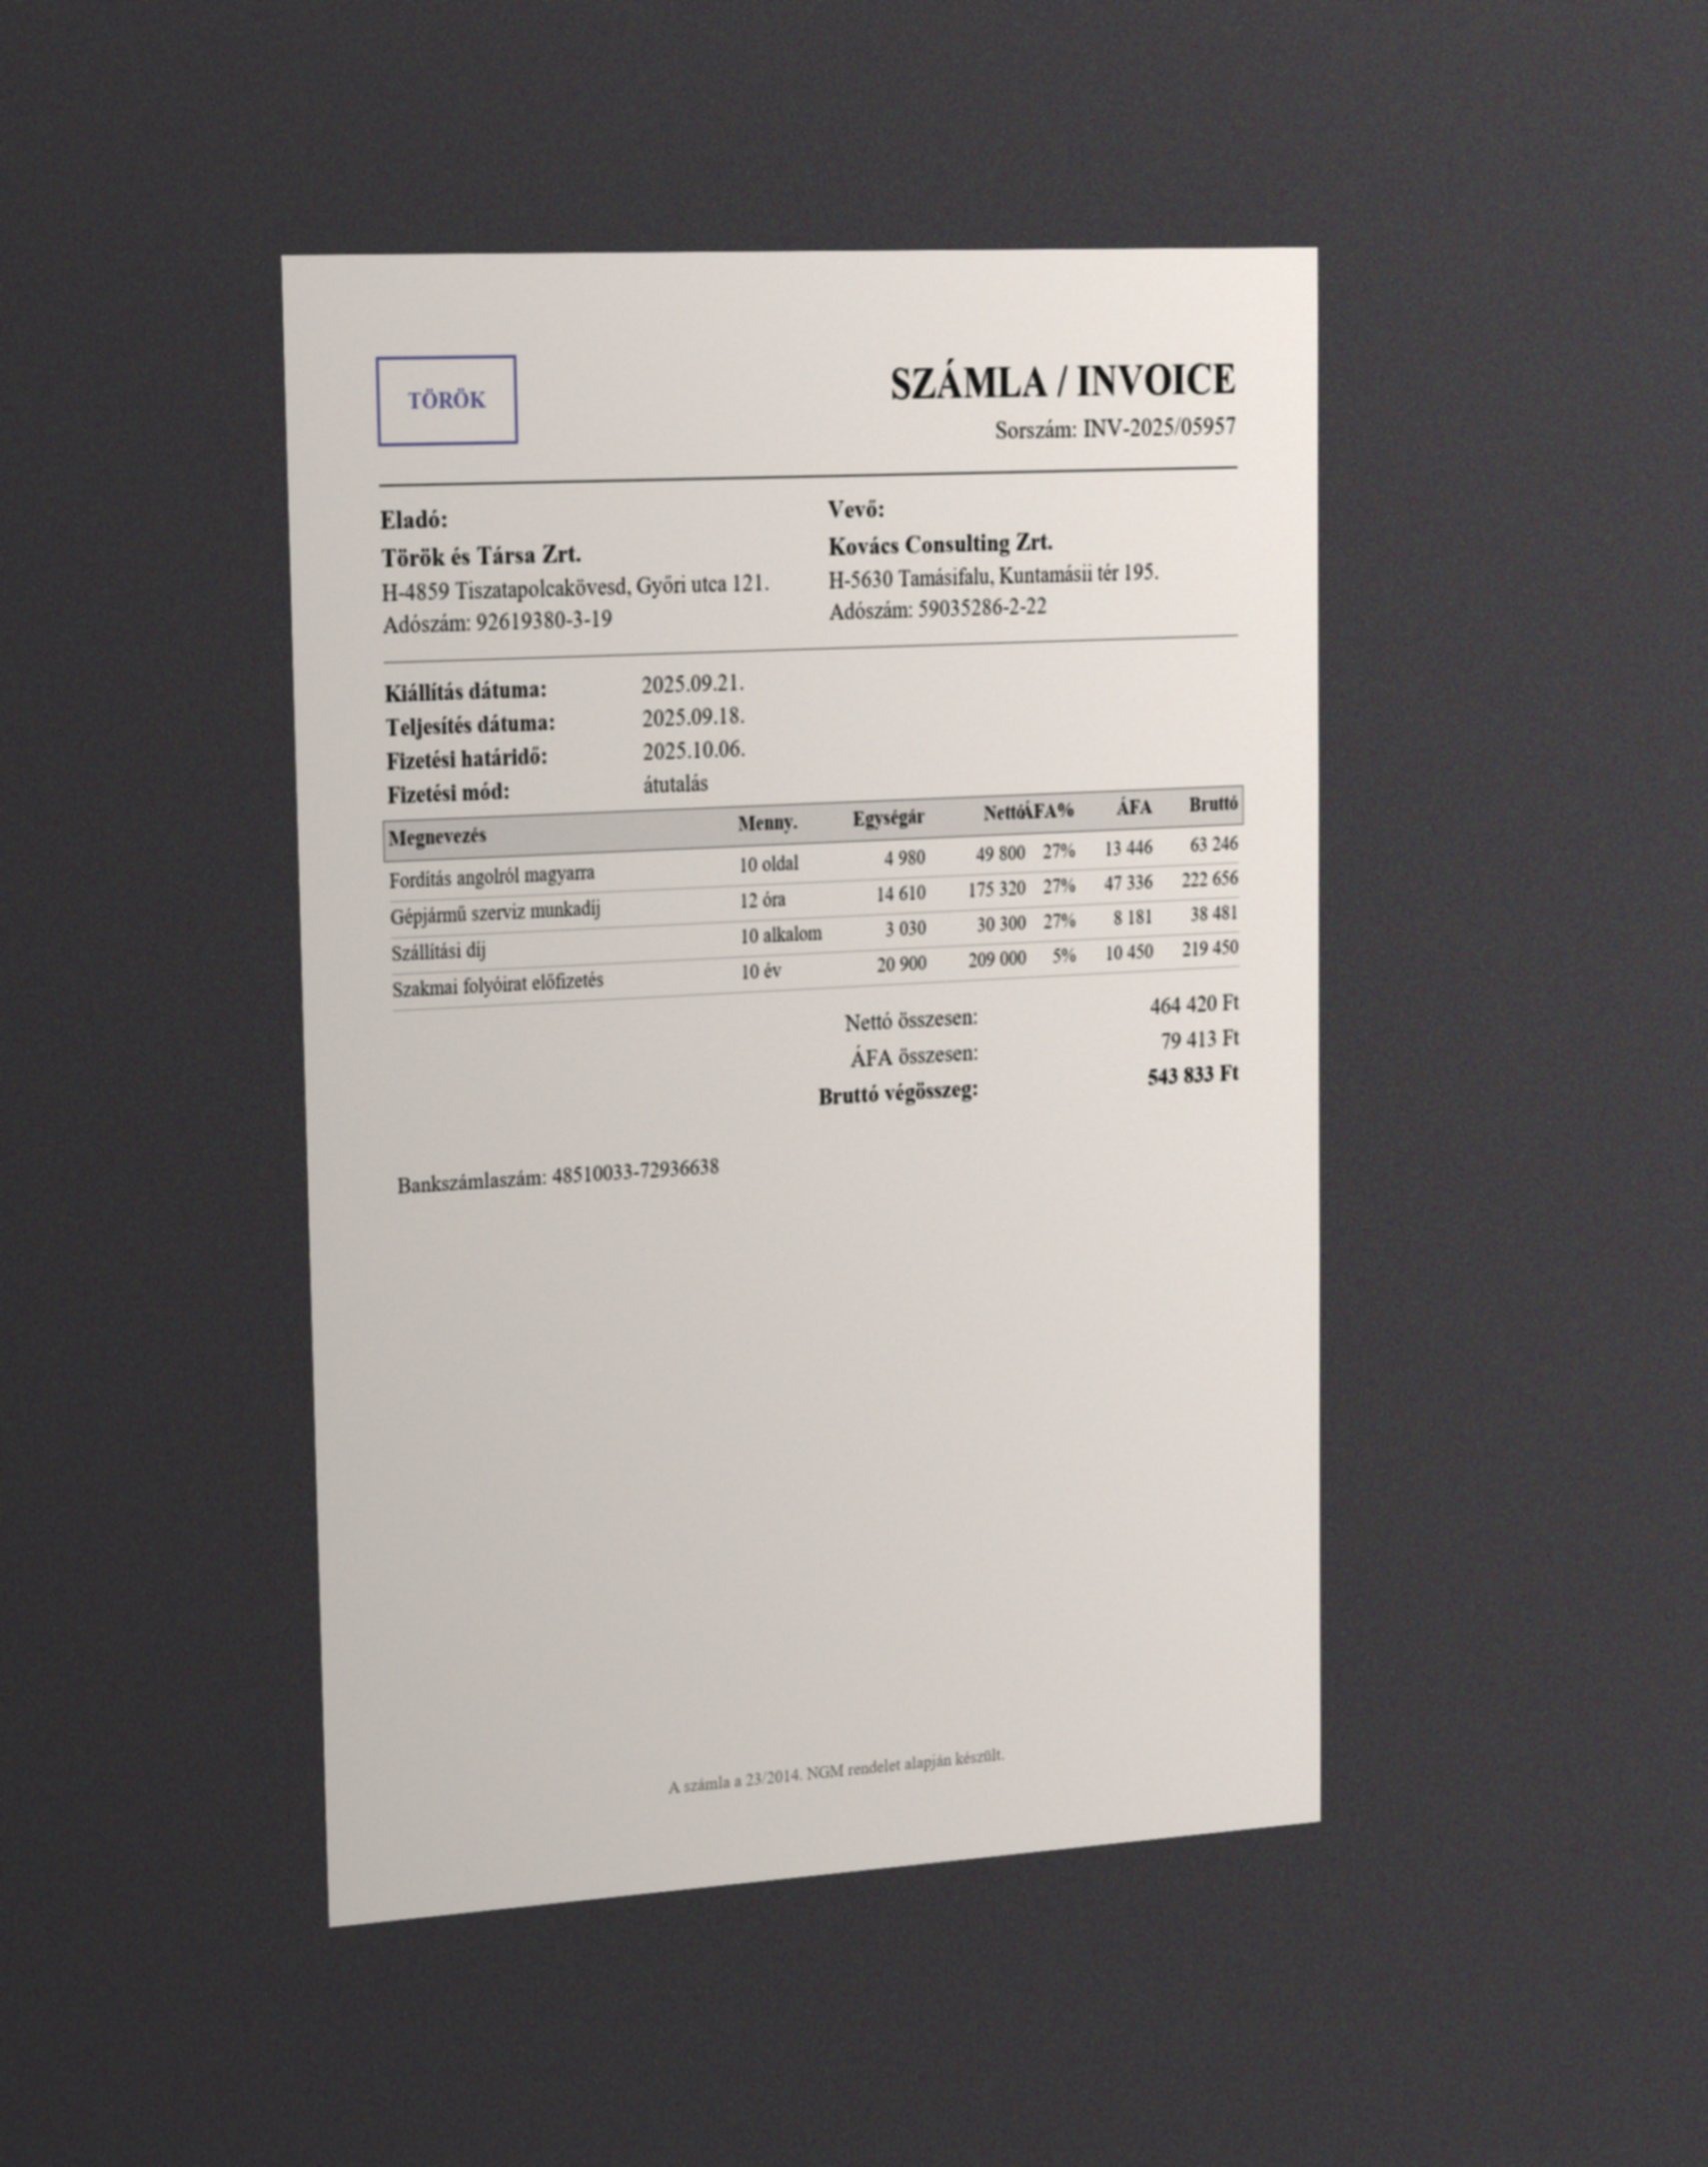 TÖRÖK
SZÁMLA / INVOICE
Sorszám: INV-2025/05957
Eladó:
Török és Társa Zrt.
H-4859 Tiszatapolcakövesd, Győri utca 121.
Adószám: 92619380-3-19
Vevő:
Kovács Consulting Zrt.
H-5630 Tamásifalu, Kuntamásii tér 195.
Adószám: 59035286-2-22
Kiállítás dátuma: 2025.09.21.
Teljesítés dátuma: 2025.09.18.
Fizetési határidő: 2025.10.06.
Fizetési mód: átutalás
Megnevezés Menny. Egységár Nettó ÁFA% ÁFA Bruttó
Fordítás angolról magyarra 10 oldal 4 980 49 800 27% 13 446 63 246
Gépjármű szerviz munkadíj 12 óra 14 610 175 320 27% 47 336 222 656
Szállítási díj 10 alkalom 3 030 30 300 27% 8 181 38 481
Szakmai folyóirat előfizetés 10 év 20 900 209 000 5% 10 450 219 450
Nettó összesen: 464 420 Ft
ÁFA összesen: 79 413 Ft
Bruttó végösszeg: 543 833 Ft
Bankszámlaszám: 48510033-72936638
A számla a 23/2014. NGM rendelet alapján készült.